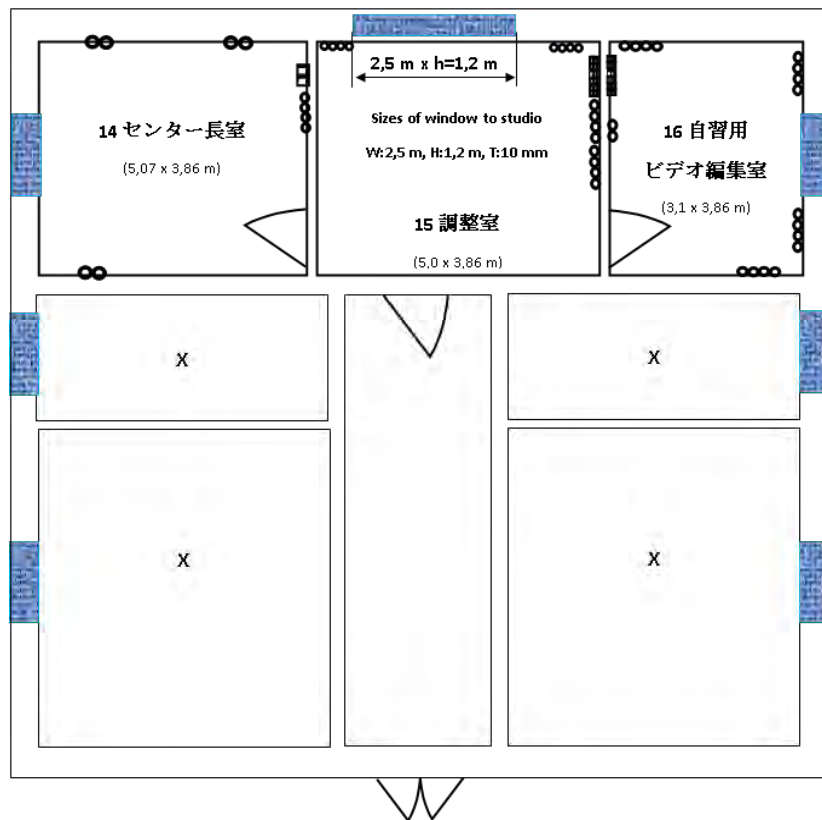 2,5 m x h=1,2 m
14 センター長室
(5,07 x 3,86 m)
Sizes of window to studio
W:2,5 m, H:1,2 m, T:10 mm
15 調整室
(5,0 x 3,86 m)
16 自習用
ビデオ編集室
(3,1 x 3,86 m)
X
X
X
X